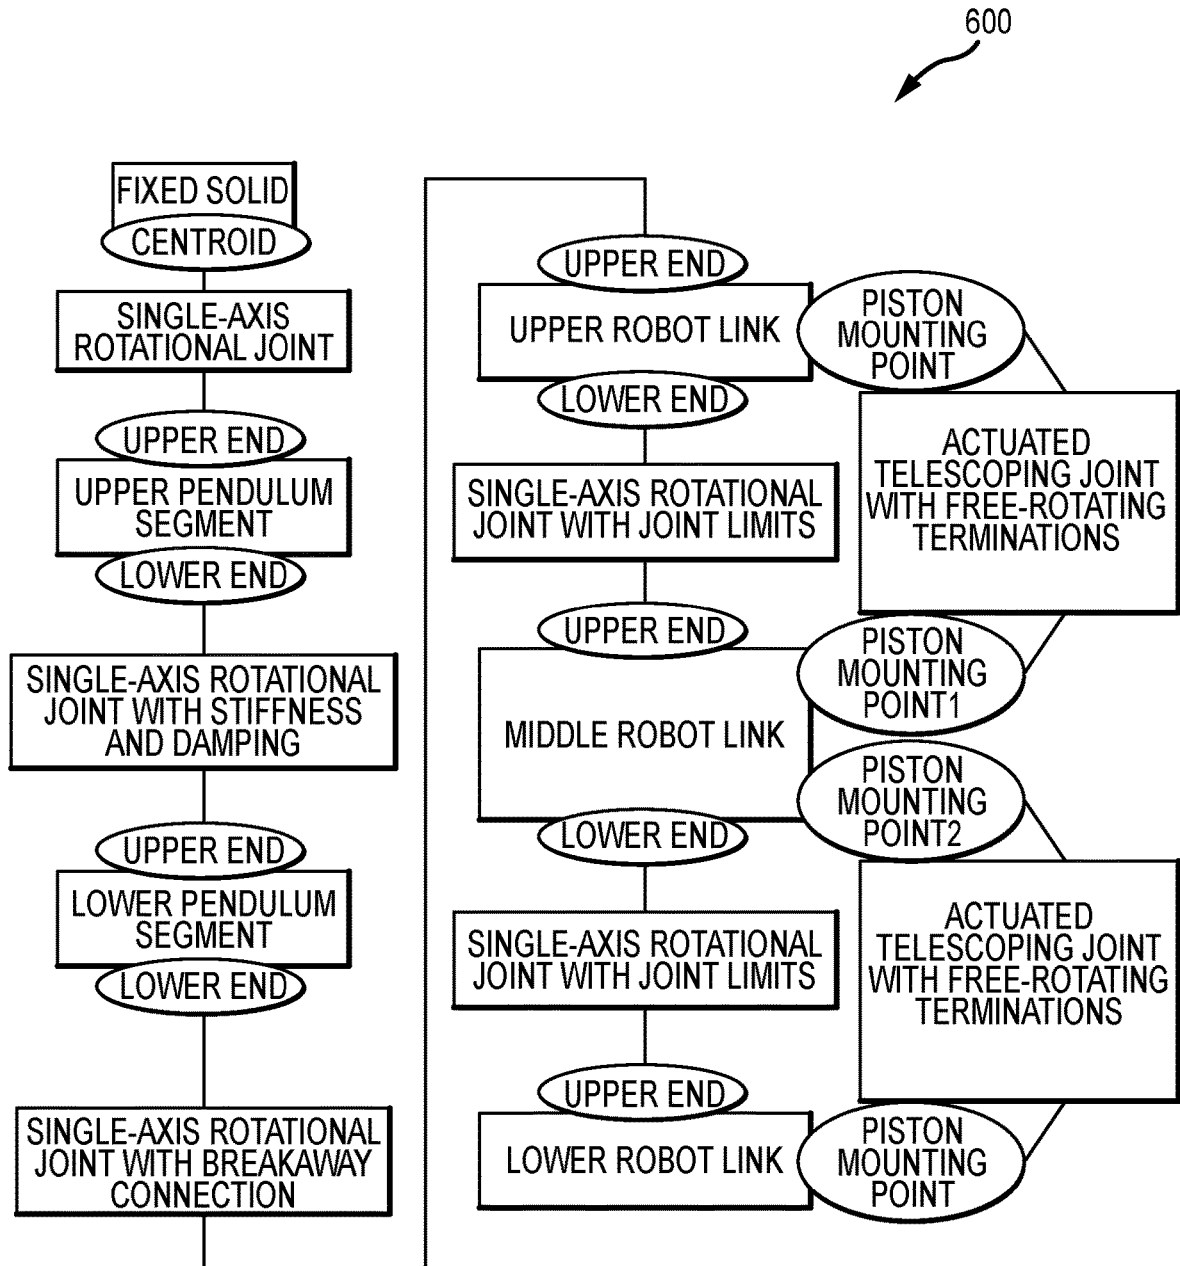 600
FIXED SOLID
CENTROID
SINGLE-AXIS
ROTATIONAL JOINT
UPPER END
UPPER PENDULUM
SEGMENT
LOWER END
SINGLE-AXIS ROTATIONAL
JOINT WITH STIFFNESS
AND DAMPING
UPPER END
LOWER PENDULUM
SEGMENT
LOWER END
SINGLE-AXIS ROTATIONAL
JOINT WITH BREAKAWAY
CONNECTION
UPPER END
UPPER ROBOT LINK
LOWER END
PISTON
MOUNTING
POINT
ACTUATED
TELESCOPING JOINT
WITH FREE-ROTATING
TERMINATIONS
SINGLE-AXIS ROTATIONAL
JOINT WITH JOINT LIMITS
UPPER END
MIDDLE ROBOT LINK
LOWER END
PISTON
MOUNTING
POINT1
PISTON
MOUNTING
POINT2
ACTUATED
TELESCOPING JOINT
WITH FREE-ROTATING
TERMINATIONS
SINGLE-AXIS ROTATIONAL
JOINT WITH JOINT LIMITS
UPPER END
LOWER ROBOT LINK
PISTON
MOUNTING
POINT